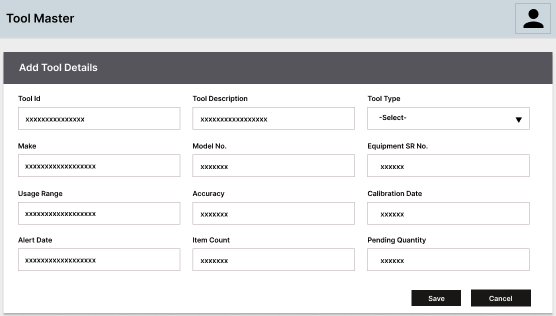 Tool Master
Add Tool Details
Tool Id Tool Description Tool Type
xxxxxxxxxxxxxxx xxxxxxxxxxxxxxxxx -Select-
Make Model No. Equipment SR No.
xxxxxxxxxxxxxxxxxx xxxxxxx xxxxxx
Usage Range Accuracy Calibration Date
xxxxxxxxxxxxxxxxxx xxxxxxx xxxxxx
Alert Date Item Count Pending Quantity
xxxxxxxxxxxxxxxxxx xxxxxxx xxxxxx
Save Cancel